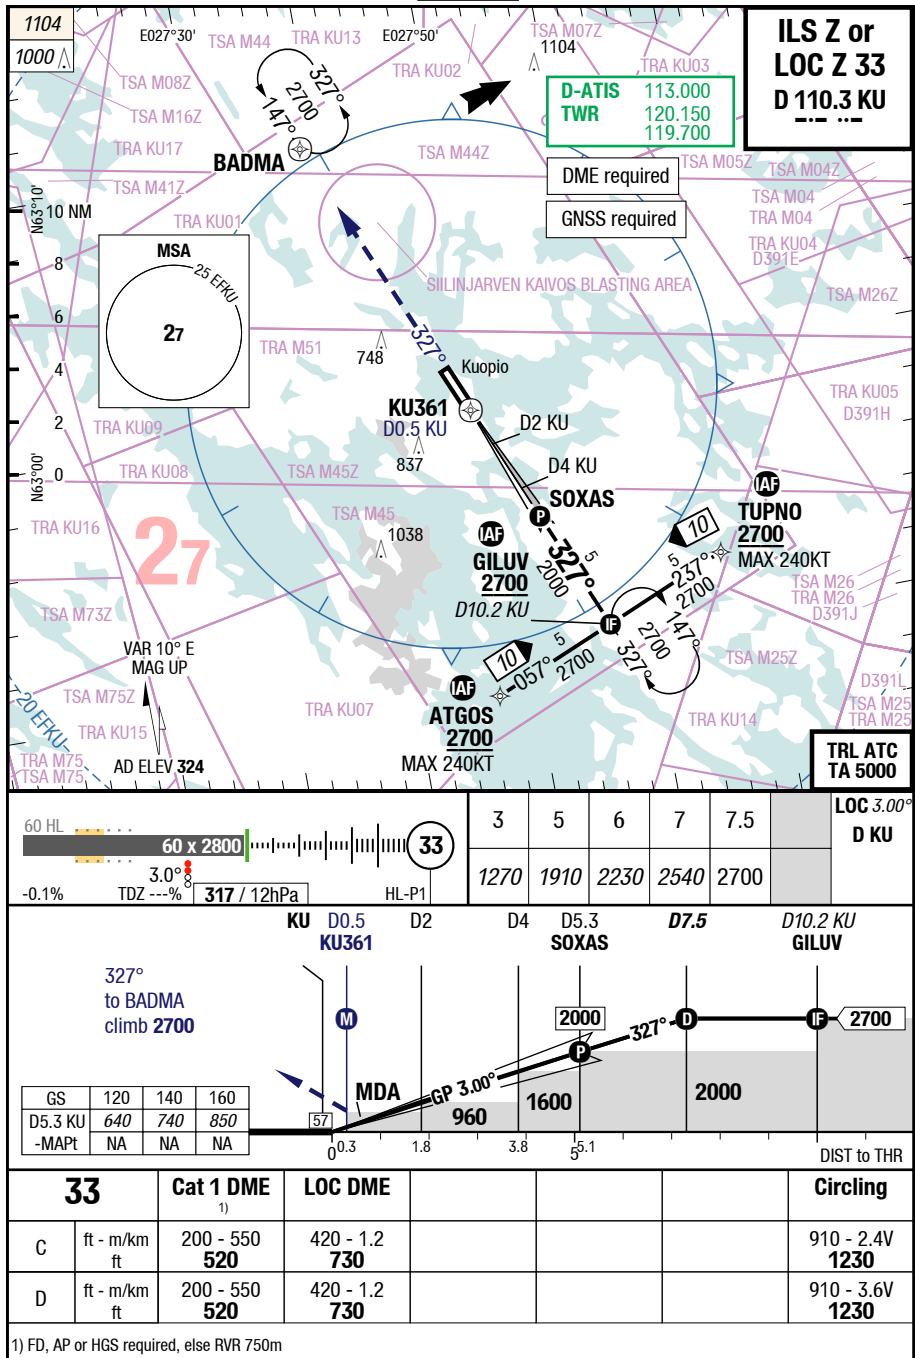 1104
1000
E027°30'
E027°50'
TSA M44
TRA KU13
TSA M07Z
1104
TRA KU03
TRA KU02
ILS Z or
LOC Z 33
D 110.3 KU
D-ATIS 113.000
TWR 120.150
119.700
TSA M08Z
TSA M16Z
TRA KU17
TSA M41Z
327°
2700
147°
BADMA
TSA M44Z
TSA M05Z
TSA M04Z
TSA M04
TRA M04
DME required
GNSS required
N63°10'
10 NM
TRA KU01
TRA KU04
D391E
TSA M26Z
MSA
25 EFKU
27
8
6
4
2
0
SIILINJARVEN KAIVOS BLASTING AREA
327°
TRA M51
748
Kuopio
KU361
D0.5 KU
837
D2 KU
D4 KU
TRA KU05
D391H
TRA KU09
TRA KU08
N63°00'
TSA M45Z
SOXAS
P
IAF
TUPNO
2700
MAX 240KT
TRA KU16
27
TSA M45
1038
IAF
GILUV
2700
D10.2 KU
327°
5
2000
10
5
237°
2700
TSA M26
TRA M26
D391J
TSA M73Z
IF
147°
2700
327°
TSA M25Z
VAR 10° E
MAG UP
10
057°
5
2700
D391L
TSA M25
TRA M25
TSA M75Z
20 EFKU
TRA KU15
TRA KU07
IAF
ATGOS
2700
MAX 240KT
TRA KU14
TRA M75
TSA M75
AD ELEV 324
TRL ATC
TA 5000
60 HL
60 x 2800
33
3.0°
-0.1%
TDZ ---%
317 / 12hPa
HL-P1
3 5 6 7 7.5 LOC 3.00°
D KU
1270 1910 2230 2540 2700
KU D0.5 D2 D4 D5.3 D7.5 D10.2 KU
KU361 SOXAS GILUV
327°
to BADMA
climb 2700
M
2000
P
327°
D
IF
2700
MDA
GP 3.00°
960
1600
2000
57
GS 120 140 160
D5.3 KU 640 740 850
-MAPt NA NA NA
0 0.3 1.8 3.8 5 5.1
DIST to THR
33 Cat 1 DME LOC DME Circling
1)
C ft - m/km 200 - 550 420 - 1.2 910 - 2.4V
ft 520 730 1230
D ft - m/km 200 - 550 420 - 1.2 910 - 3.6V
ft 520 730 1230
1) FD, AP or HGS required, else RVR 750m